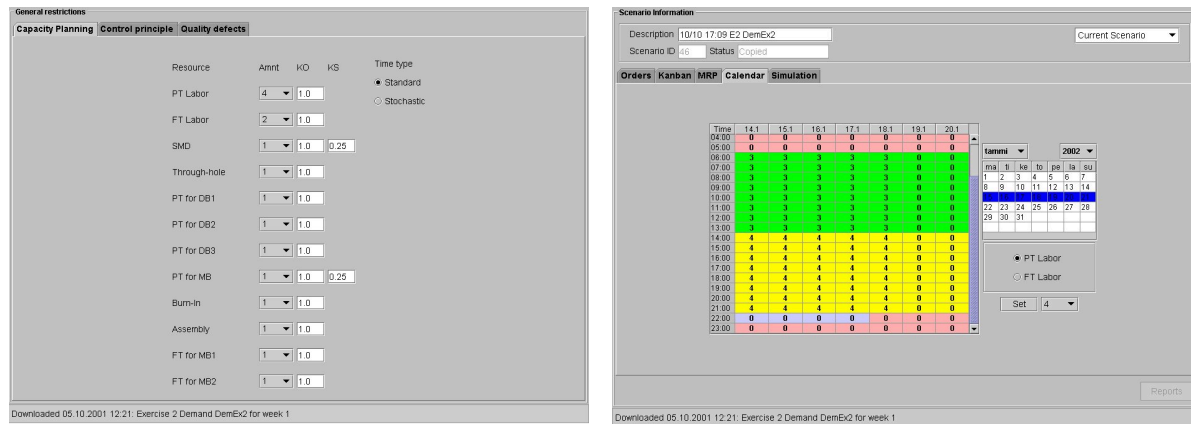 General restrictions
Capacity Planning Control principle Quality defects
Resource Amnt KO KS Time type
Standard
PT Labor 4 1.0
Stochastic
FT Labor 2 1.0
SMD 1 1.0 0.25
Through-hole 1 1.0
PT for DB1 1 1.0
PT for DB2 1 1.0
PT for DB3 1 1.0
PT for MB 1 1.0 0.25
Burn-In 1 1.0
Assembly 1 1.0
FT for MB1 1 1.0
FT for MB2 1 1.0
Downloaded 05.10.2001 12:21: Exercise 2 Demand DemEx2 for week 1
Scenario Information
Description 10/10 17:09 E2 DemEx2 Current Scenario
Scenario ID 46 Status Copied
Orders Kanban MRP Calendar Simulation
Time 14.1 15.1 16.1 17.1 18.1 19.1 20.1
04:00 0 0 0 0 0 0 0
05:00 0 0 0 0 0 0 0
06:00 3 3 3 3 3 0 0
07:00 3 3 3 3 3 0 0
08:00 3 3 3 3 3 0 0
09:00 3 3 3 3 3 0 0
10:00 3 3 3 3 3 0 0
11:00 3 3 3 3 3 0 0
12:00 3 3 3 3 3 0 0
13:00 3 3 3 3 3 0 0
14:00 4 4 4 4 4 0 0
15:00 4 4 4 4 4 0 0
16:00 4 4 4 4 4 0 0
17:00 4 4 4 4 4 0 0
18:00 4 4 4 4 4 0 0
19:00 4 4 4 4 4 0 0
20:00 4 4 4 4 4 0 0
21:00 4 4 4 4 4 0 0
22:00 0 0 0 0 0 0 0
23:00 0 0 0 0 0 0 0
tammi 2002
ma ti ke to pe la su
1 2 3 4 5 6 7
8 9 10 11 12 13 14
22 23 24 25 26 27 28
29 30 31
PT Labor
FT Labor
Set 4
Reports
Downloaded 05.10.2001 12:21: Exercise 2 Demand DemEx2 for week 1